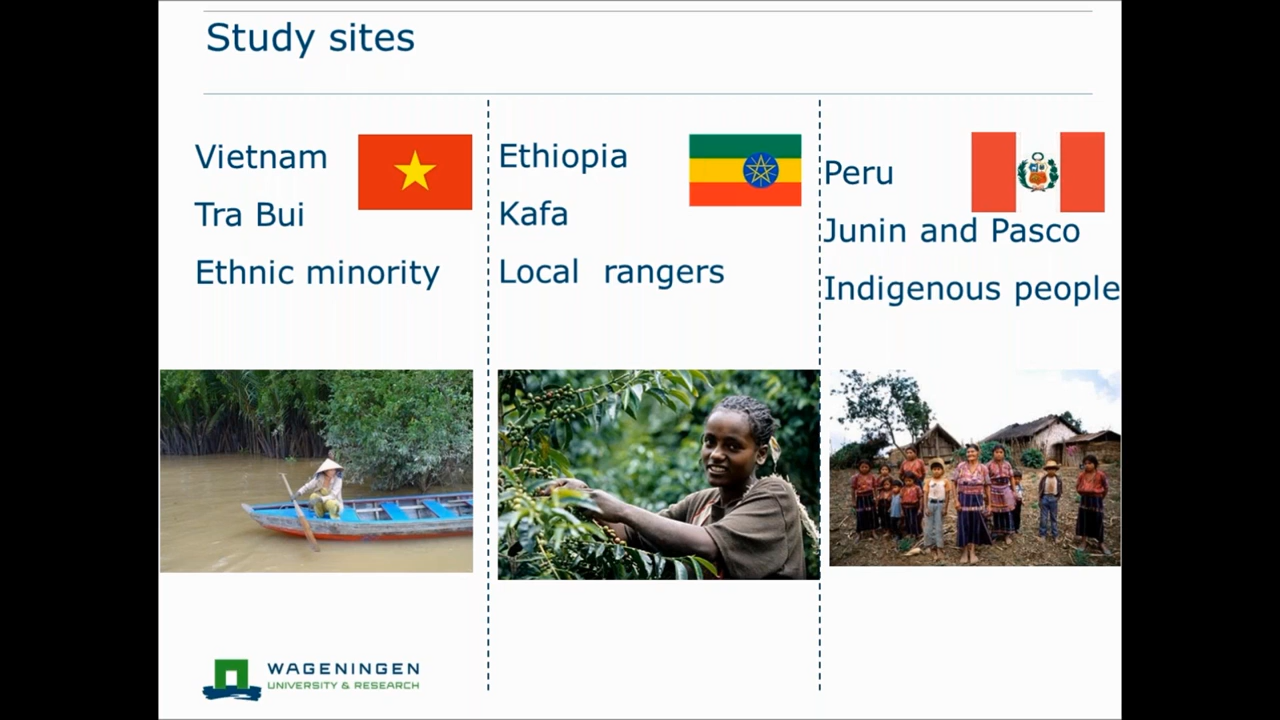 Study sites
Vietnam
Tra Bui
Ethnic minority
Ethiopia
Kafa
Local rangers
Peru
Junin and Pasco
Indigenous people
WAGENINGEN
UNIVERSITY & RESEARCH